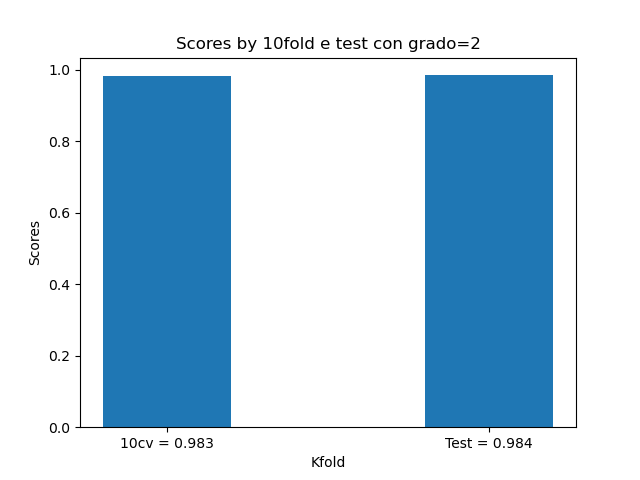 Scores by 10fold e test con grado=2
1.0
0.8
0.6
0.4
0.2
0.0
Scores
10cv = 0.983
Test = 0.984
Kfold